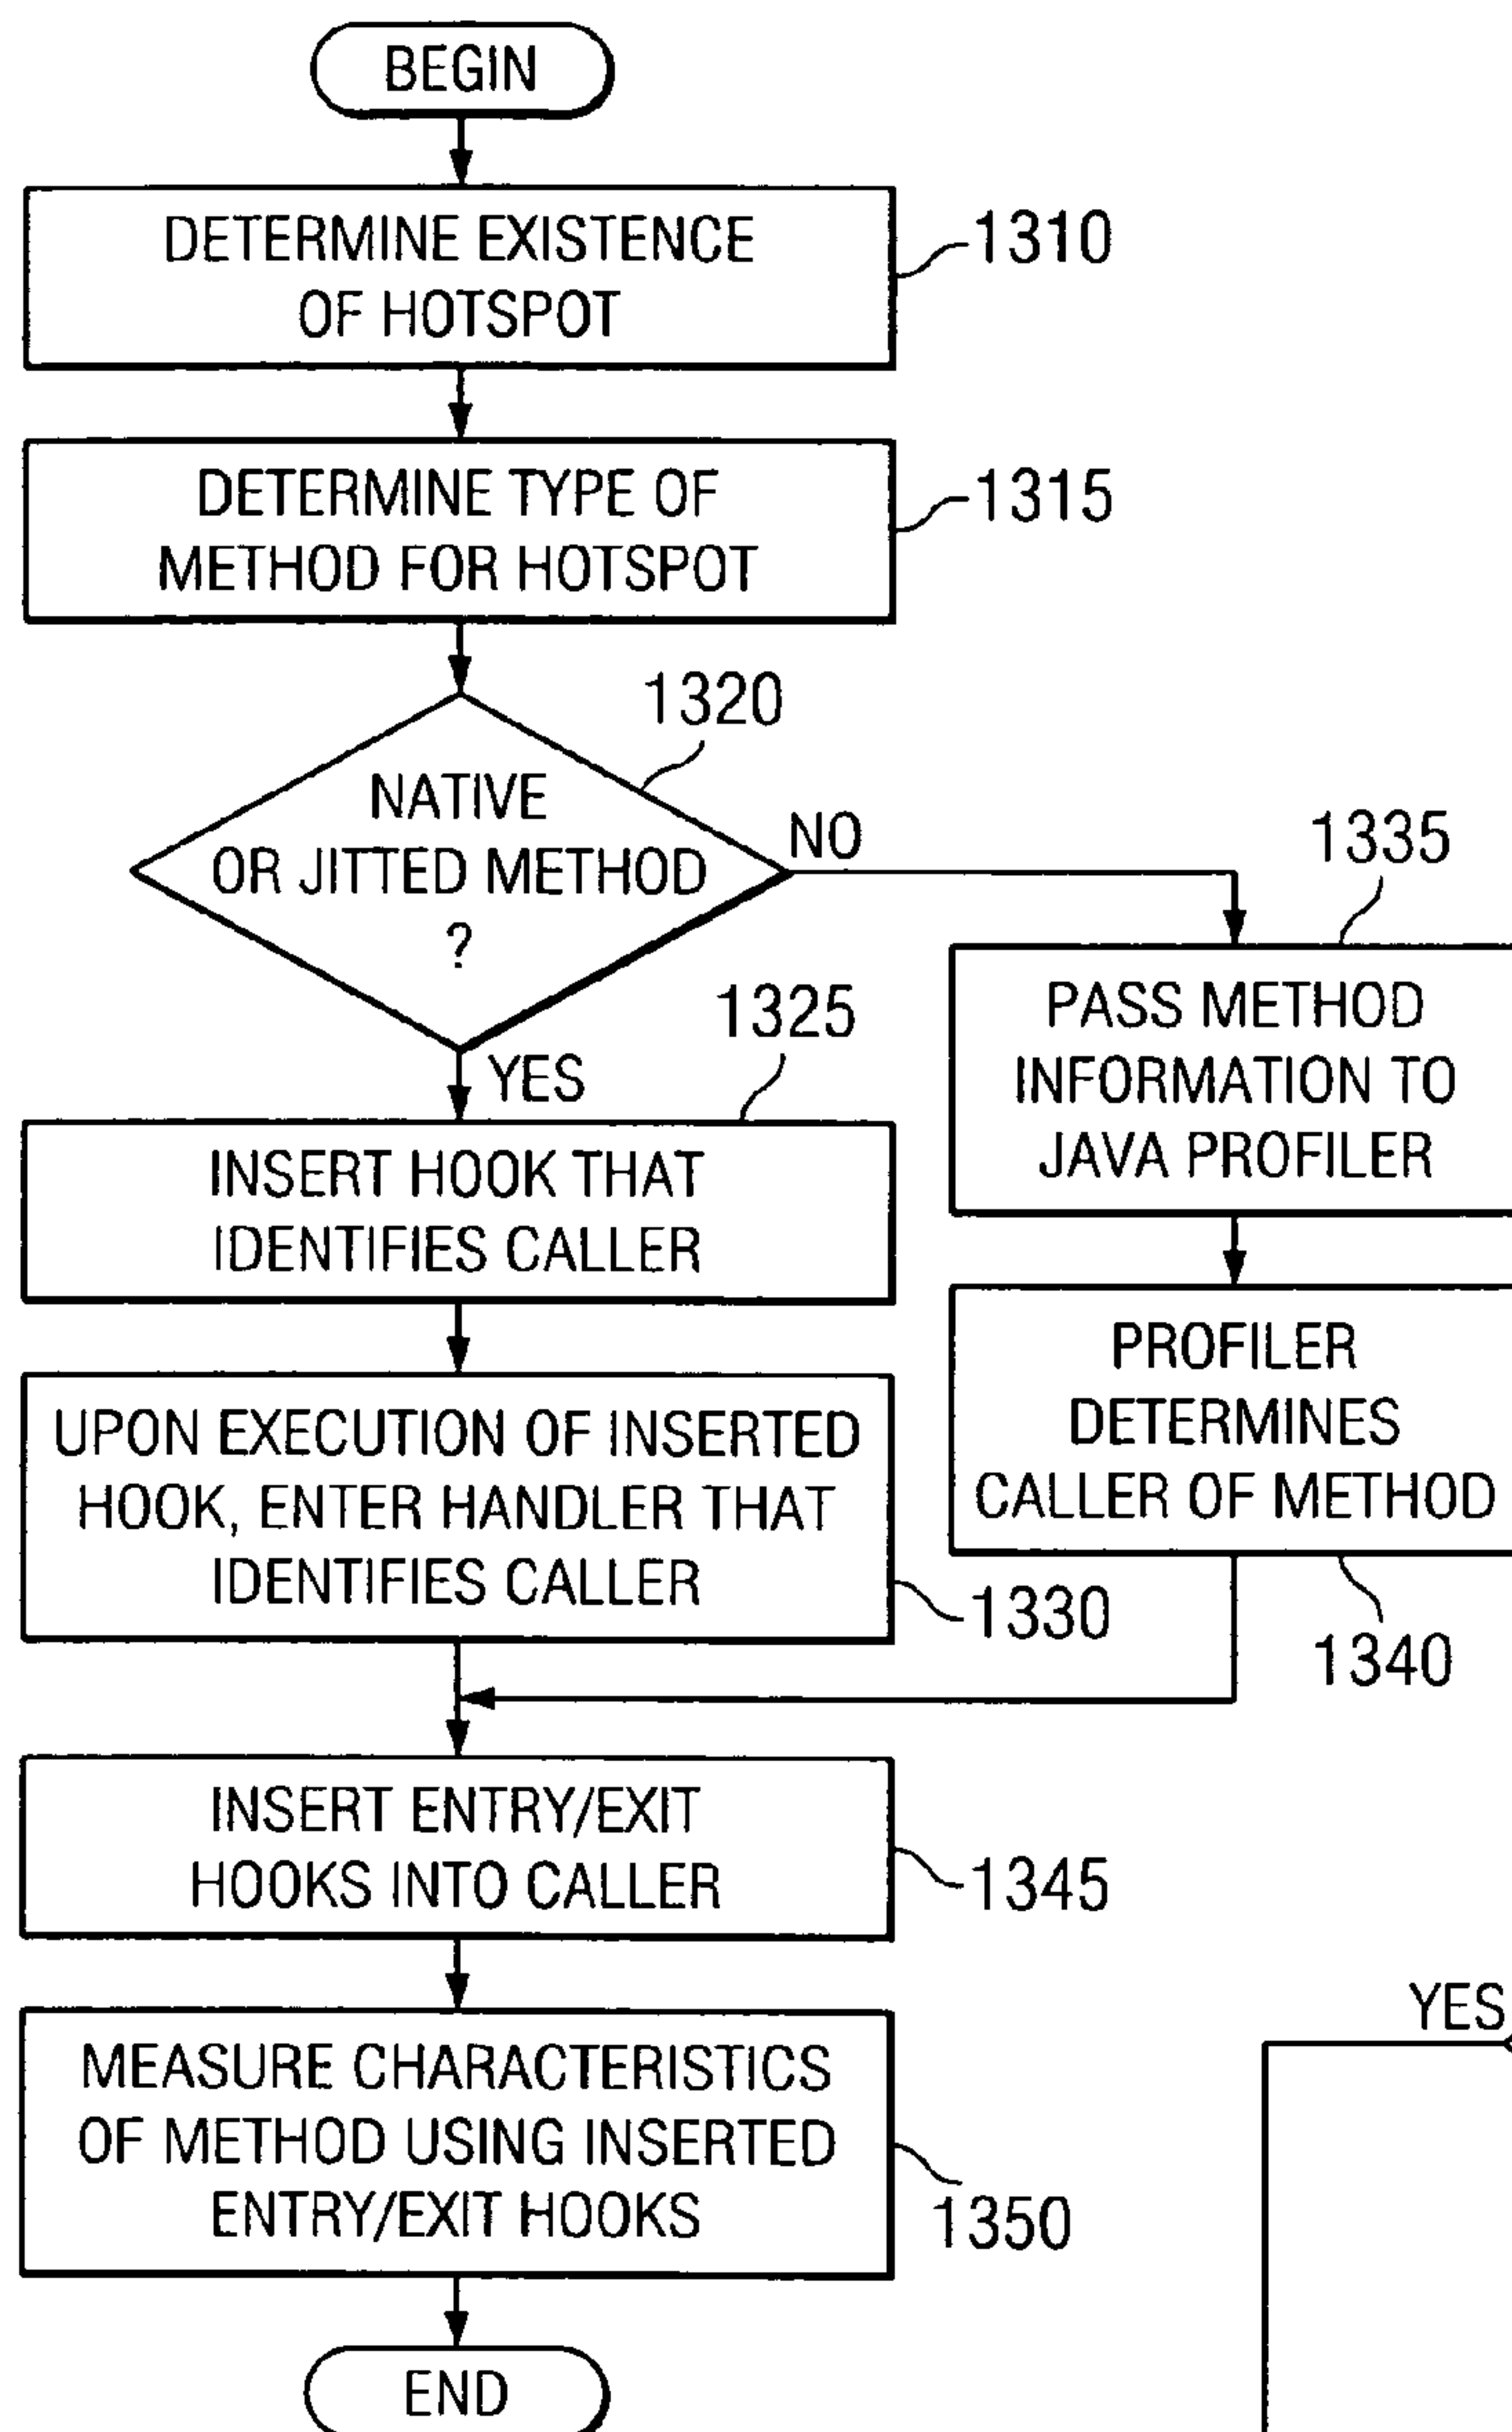 BEGIN
DETERMINE EXISTENCE
OF HOTSPOT
1310
DETERMINE TYPE OF
METHOD FOR HOTSPOT
1315
1320
NATIVE
OR JITTED METHOD
?
NO
YES
1325
INSERT HOOK THAT
IDENTIFIES CALLER
1335
PASS METHOD
INFORMATION TO
JAVA PROFILER
UPON EXECUTION OF INSERTED
HOOK, ENTER HANDLER THAT
IDENTIFIES CALLER
1330
PROFILER
DETERMINES
CALLER OF METHOD
1340
INSERT ENTRY/EXIT
HOOKS INTO CALLER
1345
MEASURE CHARACTERISTICS
OF METHOD USING INSERTED
ENTRY/EXIT HOOKS
1350
YES
END